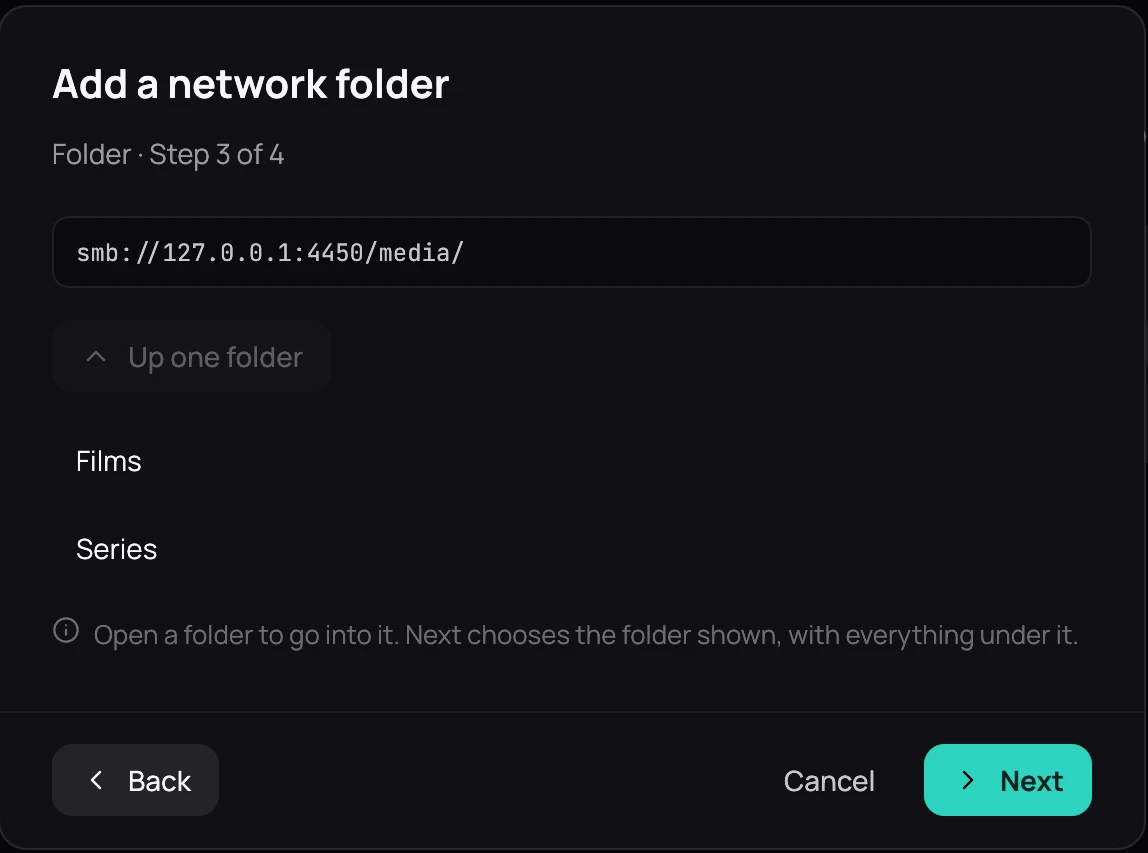 Add a network folder
Folder · Step 3 of 4
smb://127.0.0.1:4450/media/
Up one folder
Films
Series
Open a folder to go into it. Next chooses the folder shown, with everything under it.
Back
Cancel
Next